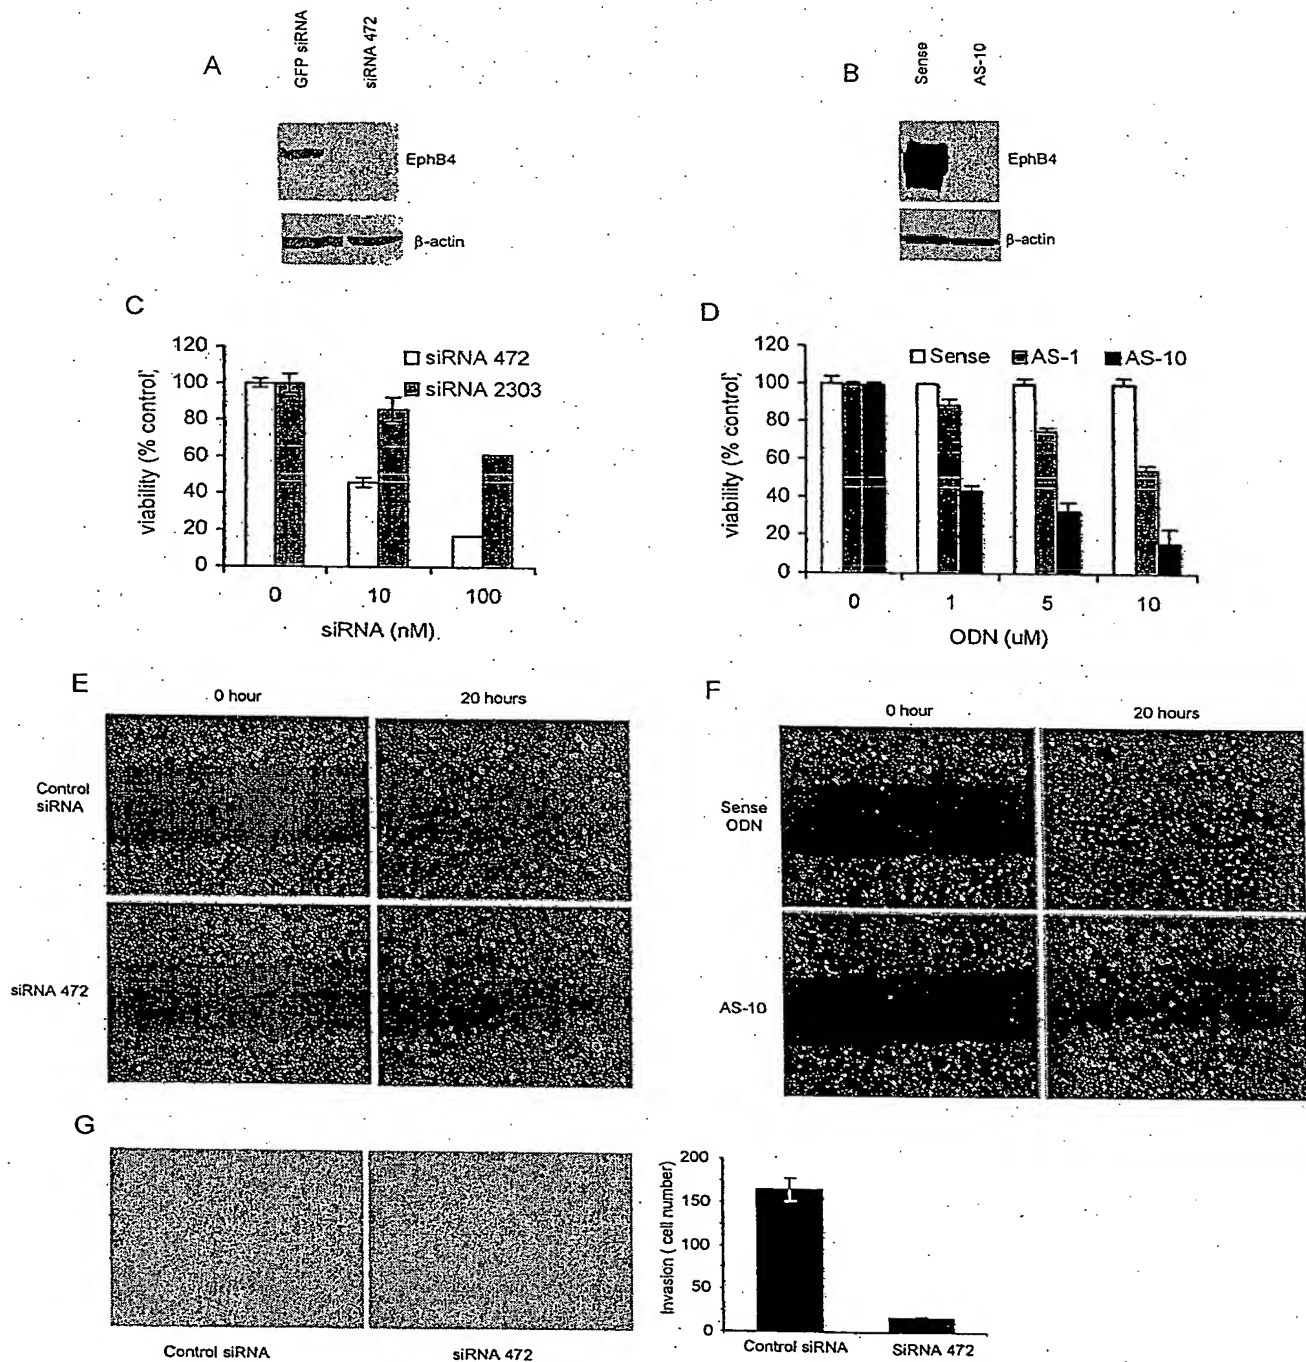 A
GFP siRNA
siRNA 472
EphB4
β-actin
B
Sense
AS-10
EphB4
β-actin
C
120
100
80
60
40
20
0
viability (% control)
siRNA 472
siRNA 2303
0 10 100
siRNA (nM)
D
120
100
80
60
40
20
0
viability (% control)
Sense AS-1 AS-10
0 1 5 10
ODN (uM)
E
0 hour 20 hours
Control
siRNA
siRNA 472
F
0 hour 20 hours
Sense
ODN
AS-10
G
Control siRNA siRNA 472
200
150
100
50
0
Invasion ( cell number)
Control siRNA SiRNA 472